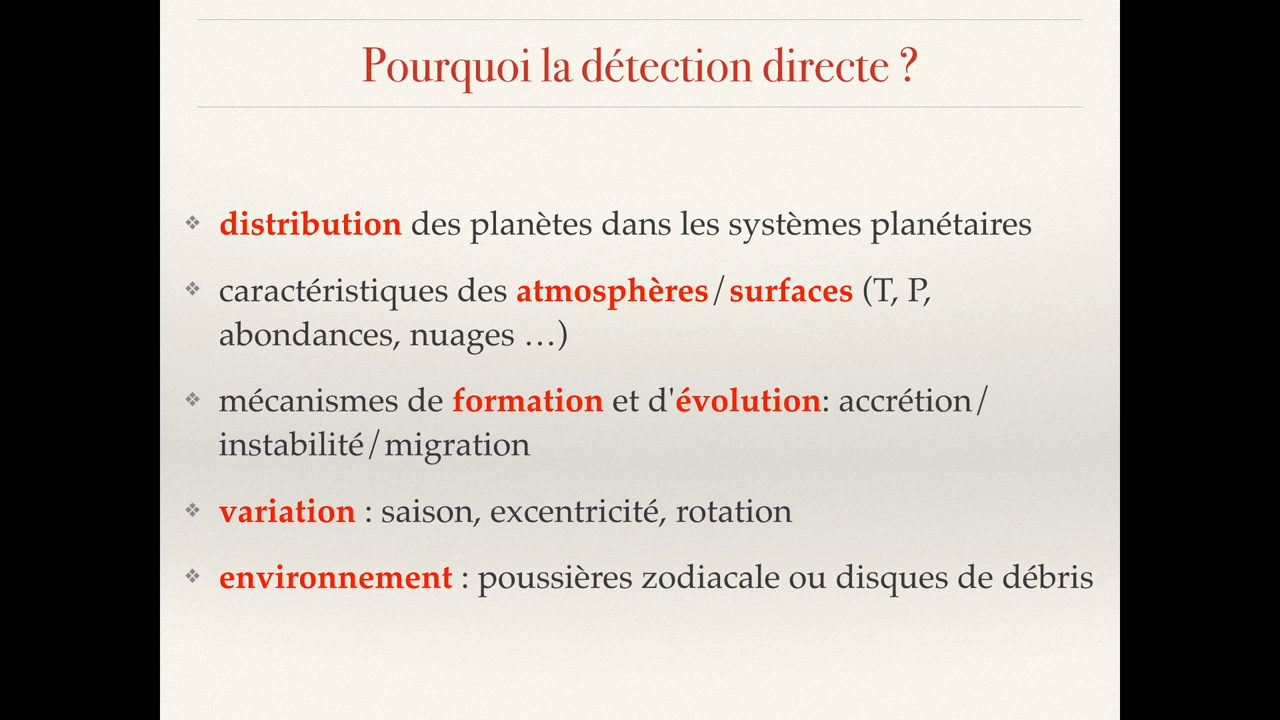 Pourquoi la détection directe ?
❖ distribution des planètes dans les systèmes planétaires
❖ caractéristiques des atmosphères/surfaces (T, P,
abondances, nuages …)
❖ mécanismes de formation et d'évolution: accrétion/
instabilité/migration
❖ variation : saison, excentricité, rotation
❖ environnement : poussières zodiacale ou disques de débris